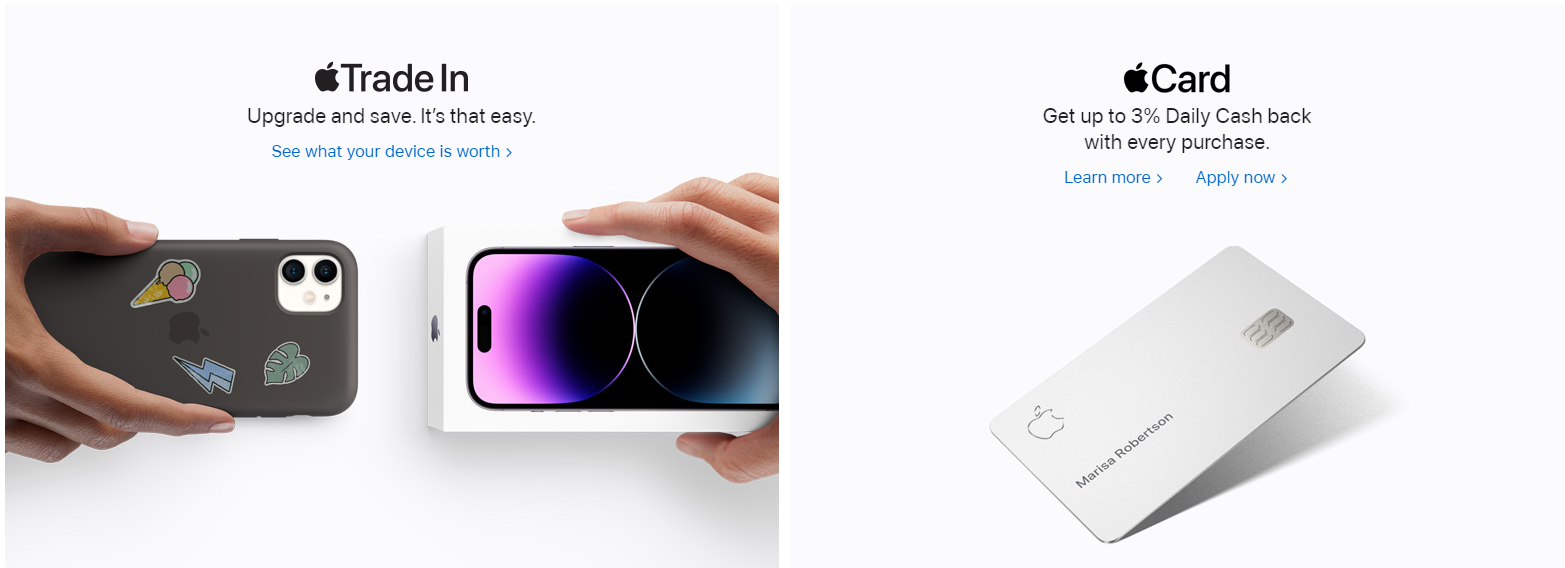 Trade In
Upgrade and save. It’s that easy.
See what your device is worth >
Card
Get up to 3% Daily Cash back
with every purchase.
Learn more > Apply now >
Marisa Robertson